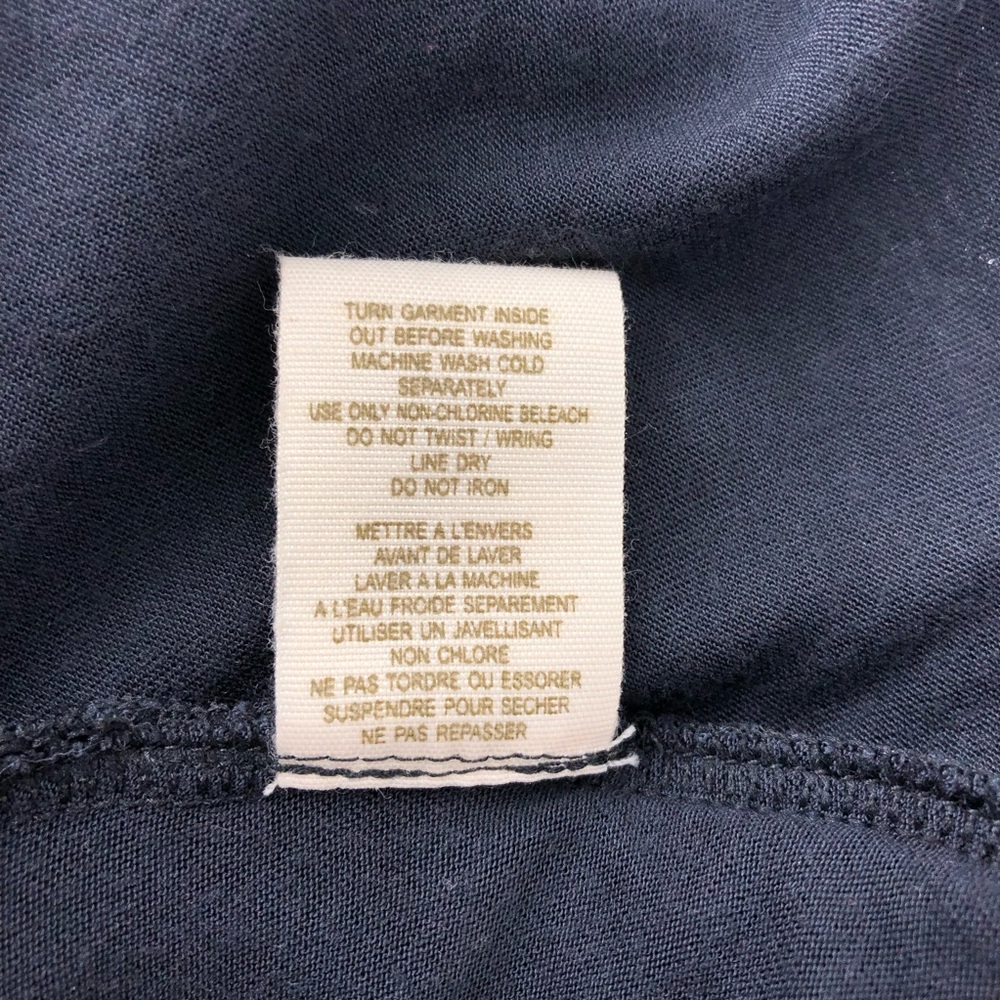 TURN GARMENT INSIDE
OUT BEFORE WASHING
MACHINE WASH COLD
SEPARATELY
USE ONLY NON-CHLORINE BELEACH
DO NOT TWIST / WRING
LINE DRY
DO NOT IRON
METTRE A L'ENVERS
AVANT DE LAVER
LAVER A LA MACHINE
A L'EAU FROIDE SEPAREMENT
UTILISER UN JAVELLISANT
NON CHLORE
NE PAS TORDRE OU ESSORER
SUSPENDRE POUR SECHER
NE PAS REPASSER